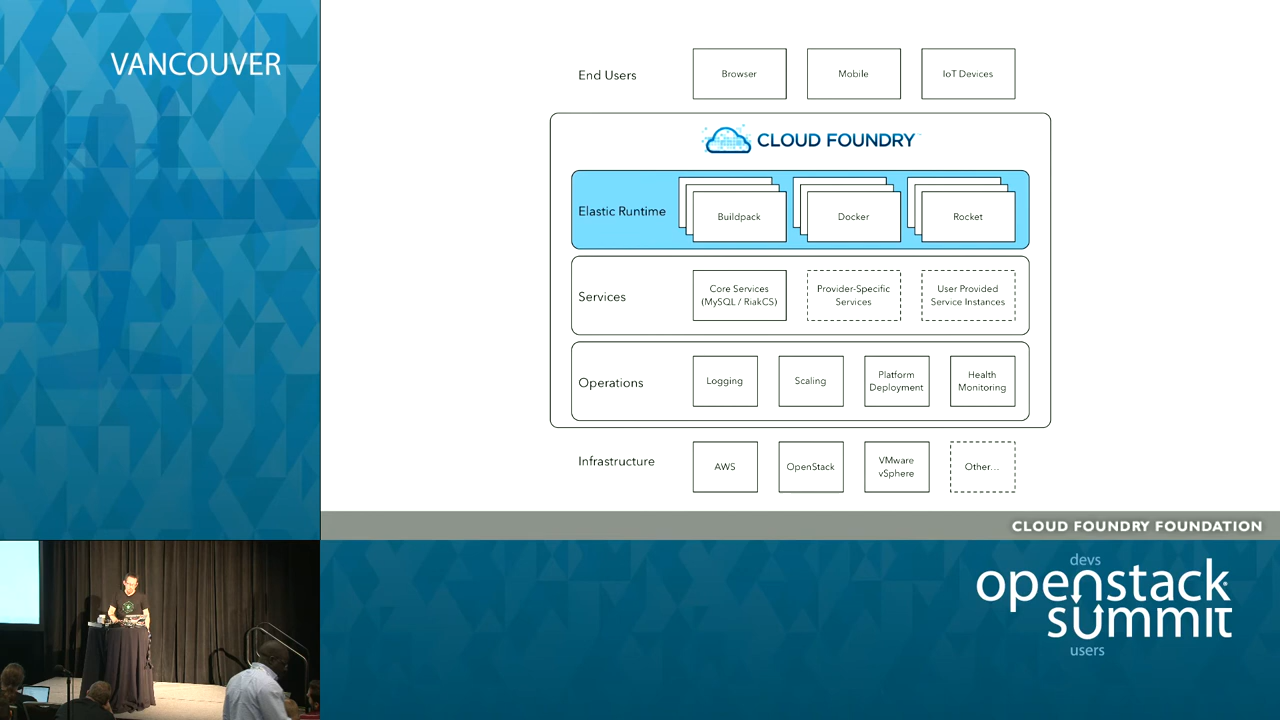 VANCOUVER
End Users
Browser
Mobile
IoT Devices
CLOUD FOUNDRY
Elastic Runtime
Buildpack
Docker
Rocket
Services
Core Services
(MySQL / RiakCS)
Provider-Specific
Services
User Provided
Service Instances
Operations
Logging
Scaling
Platform
Deployment
Health
Monitoring
Infrastructure
AWS
OpenStack
VMware
vSphere
Other...
CLOUD FOUNDRY FOUNDATION
devs
openstack
summit
users